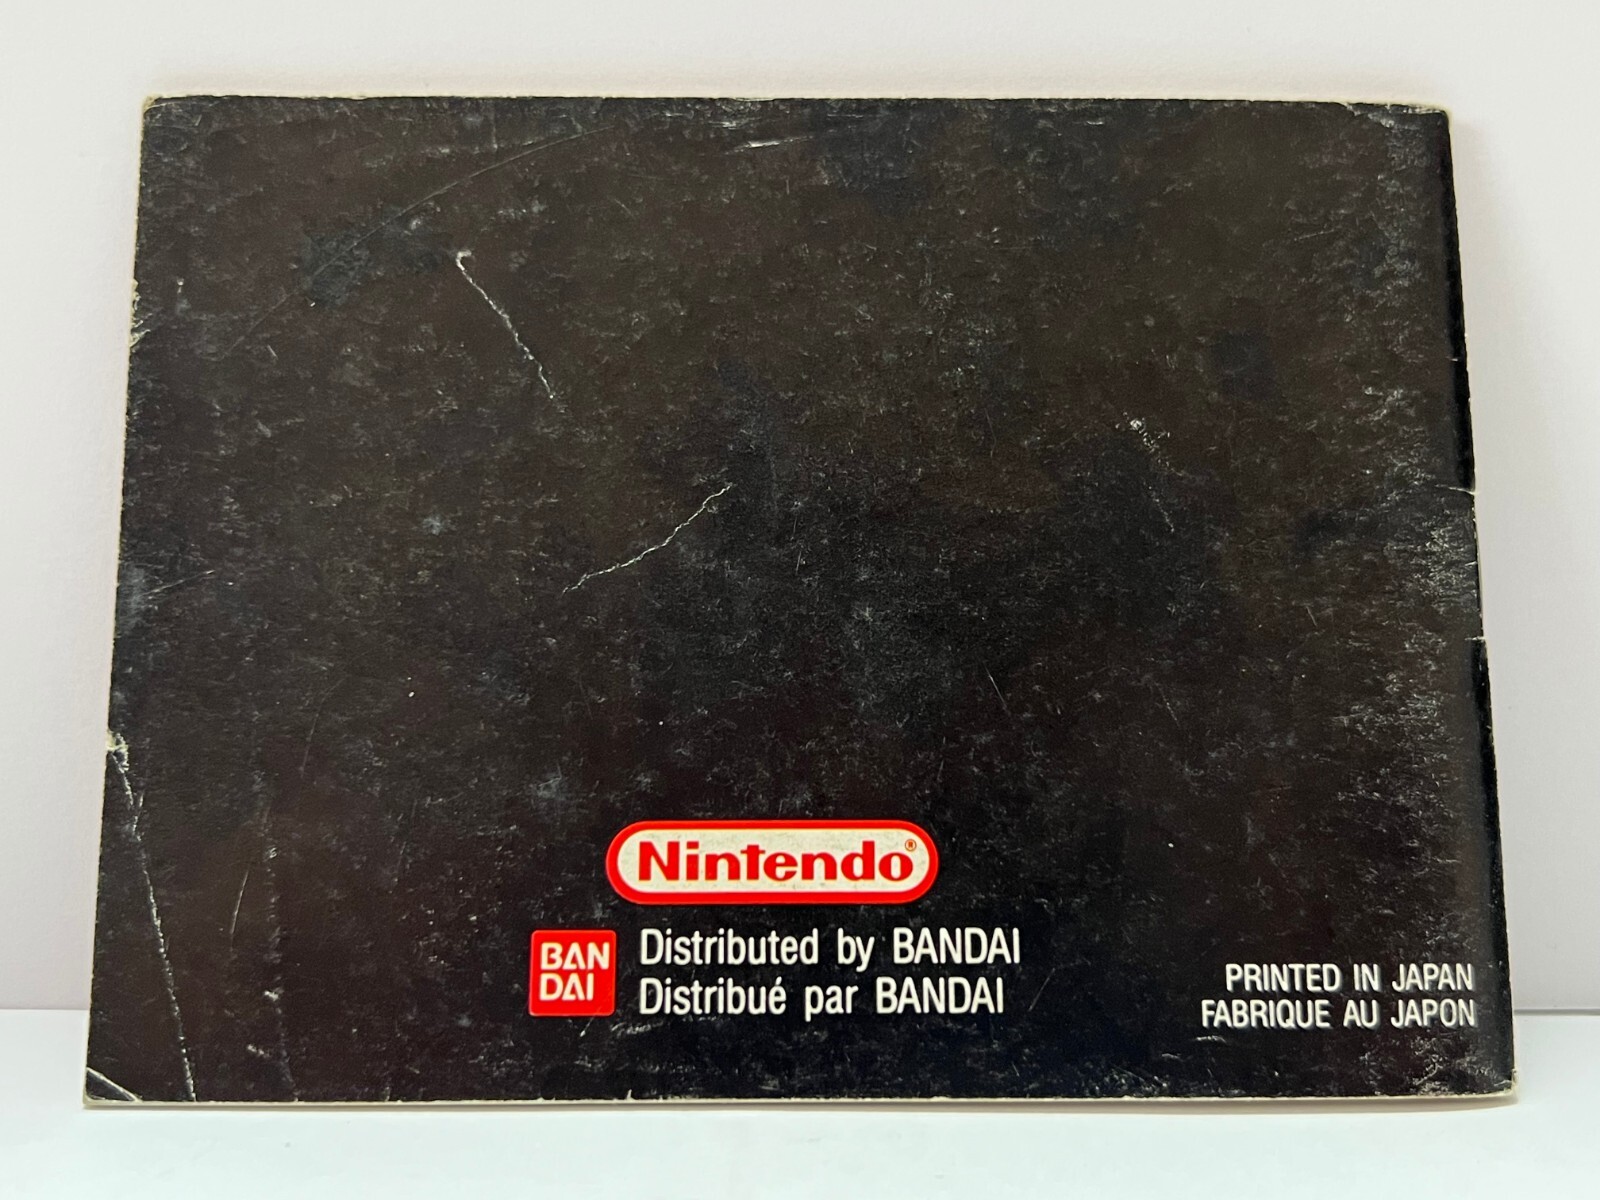 Nintendo®
BAN
DAI
Distributed by BANDAI
Distribué par BANDAI
PRINTED IN JAPAN
FABRIQUE AU JAPON